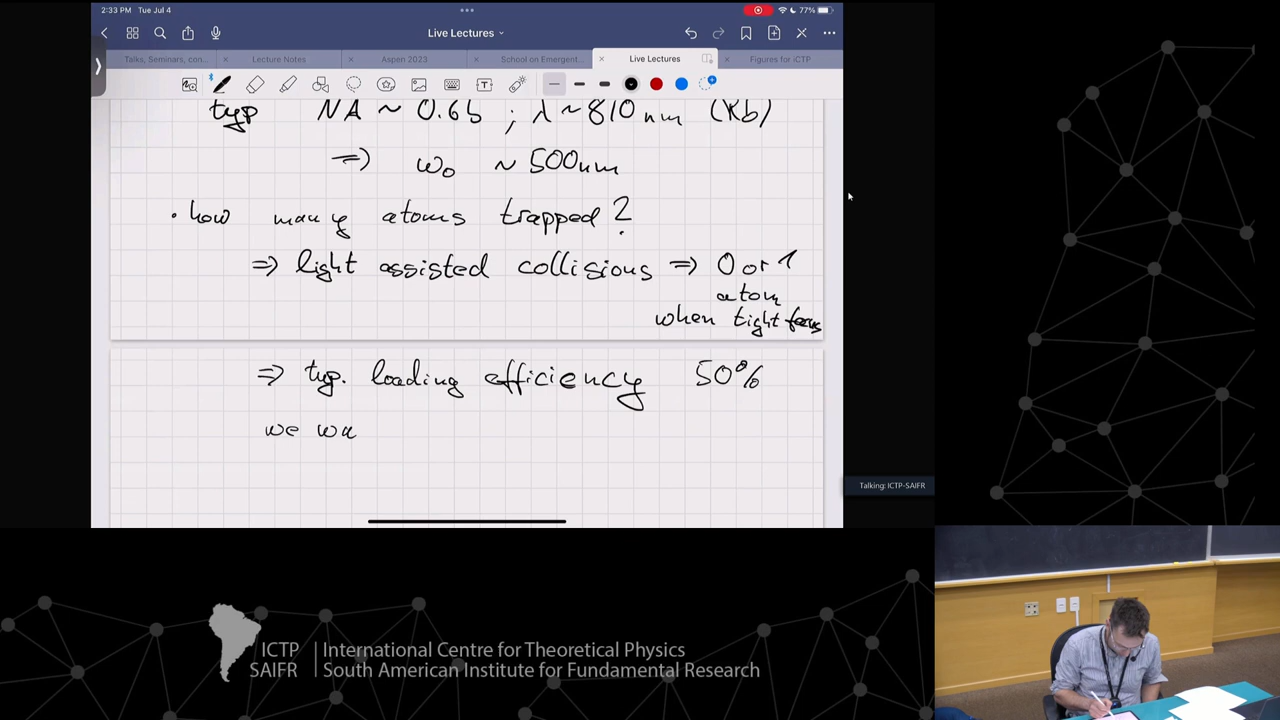 2:33 PM Tue Jul 4
77%
Live Lectures
Talks, Seminars, con...
Lecture Notes
Aspen 2023
School on Emergent...
Live Lectures
Figures for iCTP
typ NA ~ 0.65 ; λ ~ 810 nm (Rb)
⇒ w₀ ~ 500nm
· how many atoms trapped ?
⇒ light assisted collisions ⇒ 0 or 1
atom
when tight focus
⇒ typ. loading efficiency 50%
we wa
Talking: ICTP-SAIFR
ICTP | International Centre for Theoretical Physics
SAIFR | South American Institute for Fundamental Research